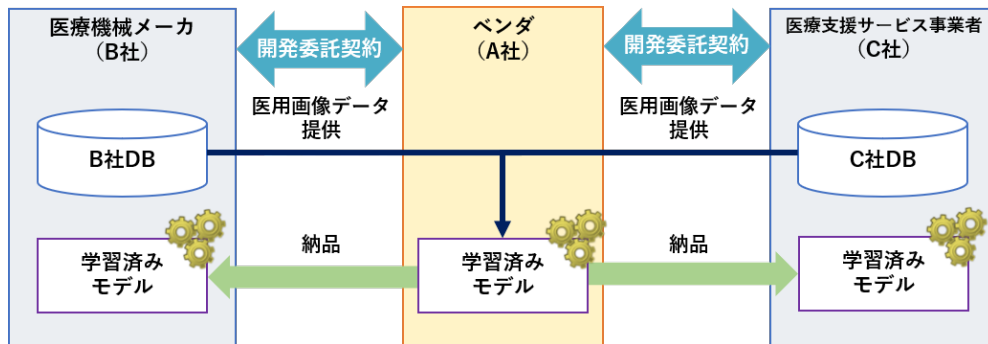 医療機械メーカ
（B社）
開発委託契約
ベンダ
（A社）
開発委託契約
医療支援サービス事業者
（C社）
医用画像データ
提供
医用画像データ
提供
B社DB
C社DB
学習済み
モデル
納品
学習済み
モデル
納品
学習済み
モデル